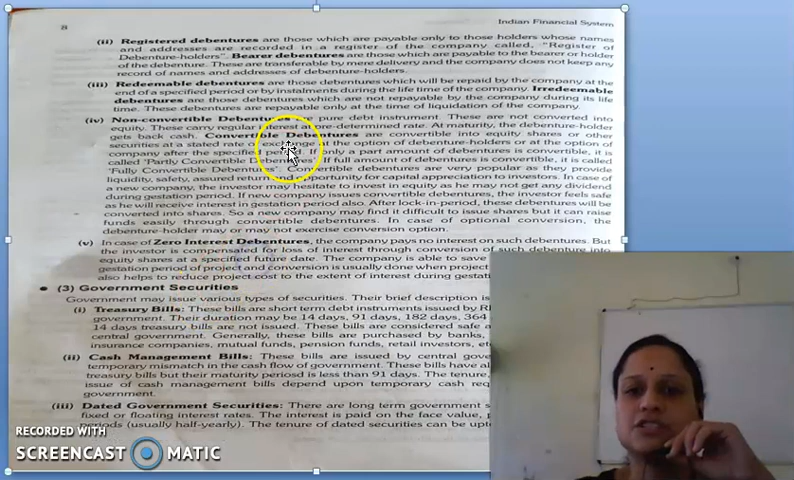 8
Indian Financial System
(ii) Registered debentures are those which are payable only to those holders whose names
and addresses are recorded in a register of the company called, "Register of
Debenture-holders". Bearer debentures are those which are payable to the bearer or holder
of the debenture. These are transferable by mere delivery and the company does not keep any
record of names and addresses of debenture-holders.
(iii) Redeemable debentures are those debentures which will be repaid by the company at the
end of a specified period or by instalments during the life time of the company. Irredeemable
debentures are those debentures which are not repayable by the company during its life
time. These debentures are repayable only at the time of liquidation of the company.
(iv) Non-convertible Debentures are pure debt instrument. These are not converted into
equity. These carry regular interest at pre-determined rate. At maturity, the debenture-holder
gets back cash. Convertible Debentures are convertible into equity shares or other
securities at a stated rate of exchange at the option of debenture-holders or at the option of
company after the specified period. If only a part amount of debentures is convertible, it is
called 'Partly Convertible Debentures'. If full amount of debentures is convertible, it is called
'Fully Convertible Debentures'. Convertible debentures are very popular as they provide
liquidity, safety, assured return and opportunity for capital appreciation to investors. In case of
a new company, the investor may hesitate to invest in equity as he may not get any dividend
during gestation period. If new company issues convertible debentures, the investor feels safe
as he will receive interest in gestation period also. After lock-in-period, these debentures will be
converted into shares. So a new company may find it difficult to issue shares but it can raise
funds easily through convertible debentures. In case of optional conversion, the
debenture-holder may or may not exercise conversion option.
(v) In case of Zero Interest Debentures, the company pays no interest on such debentures. But
the investor is compensated for loss of interest through conversion of such debenture into
equity shares at a specified future date. The company is able to save
gestation period of project and conversion is usually done when project
also helps to reduce project cost to the extent of interest during gestat
• (3) Government Securities
Government may issue various types of securities. Their brief description is
(i) Treasury Bills: These bills are short term debt instruments issued by R
government. Their duration may be 14 days, 91 days, 182 days, 364
14 days treasury bills are not issued. These bills are considered safe a
central government. Generally, these bills are purchased by banks,
insurance companies, mutual funds, pension funds, retail investors, et
(ii) Cash Management Bills: These bills are issued by central gove
temporary mismatch in the cash flow of government. These bills have al
treasury bills but their maturity periosd is less than 91 days. The tenure,
issue of cash management bills depend upon temporary cash req
government.
(iii) Dated Government Securities: There are long term government s
fixed or floating interest rates. The interest is paid on the face value, p
periods (usually half-yearly). The tenure of dated securities can be upt
RECORDED WITH
SCREENCAST MATIC